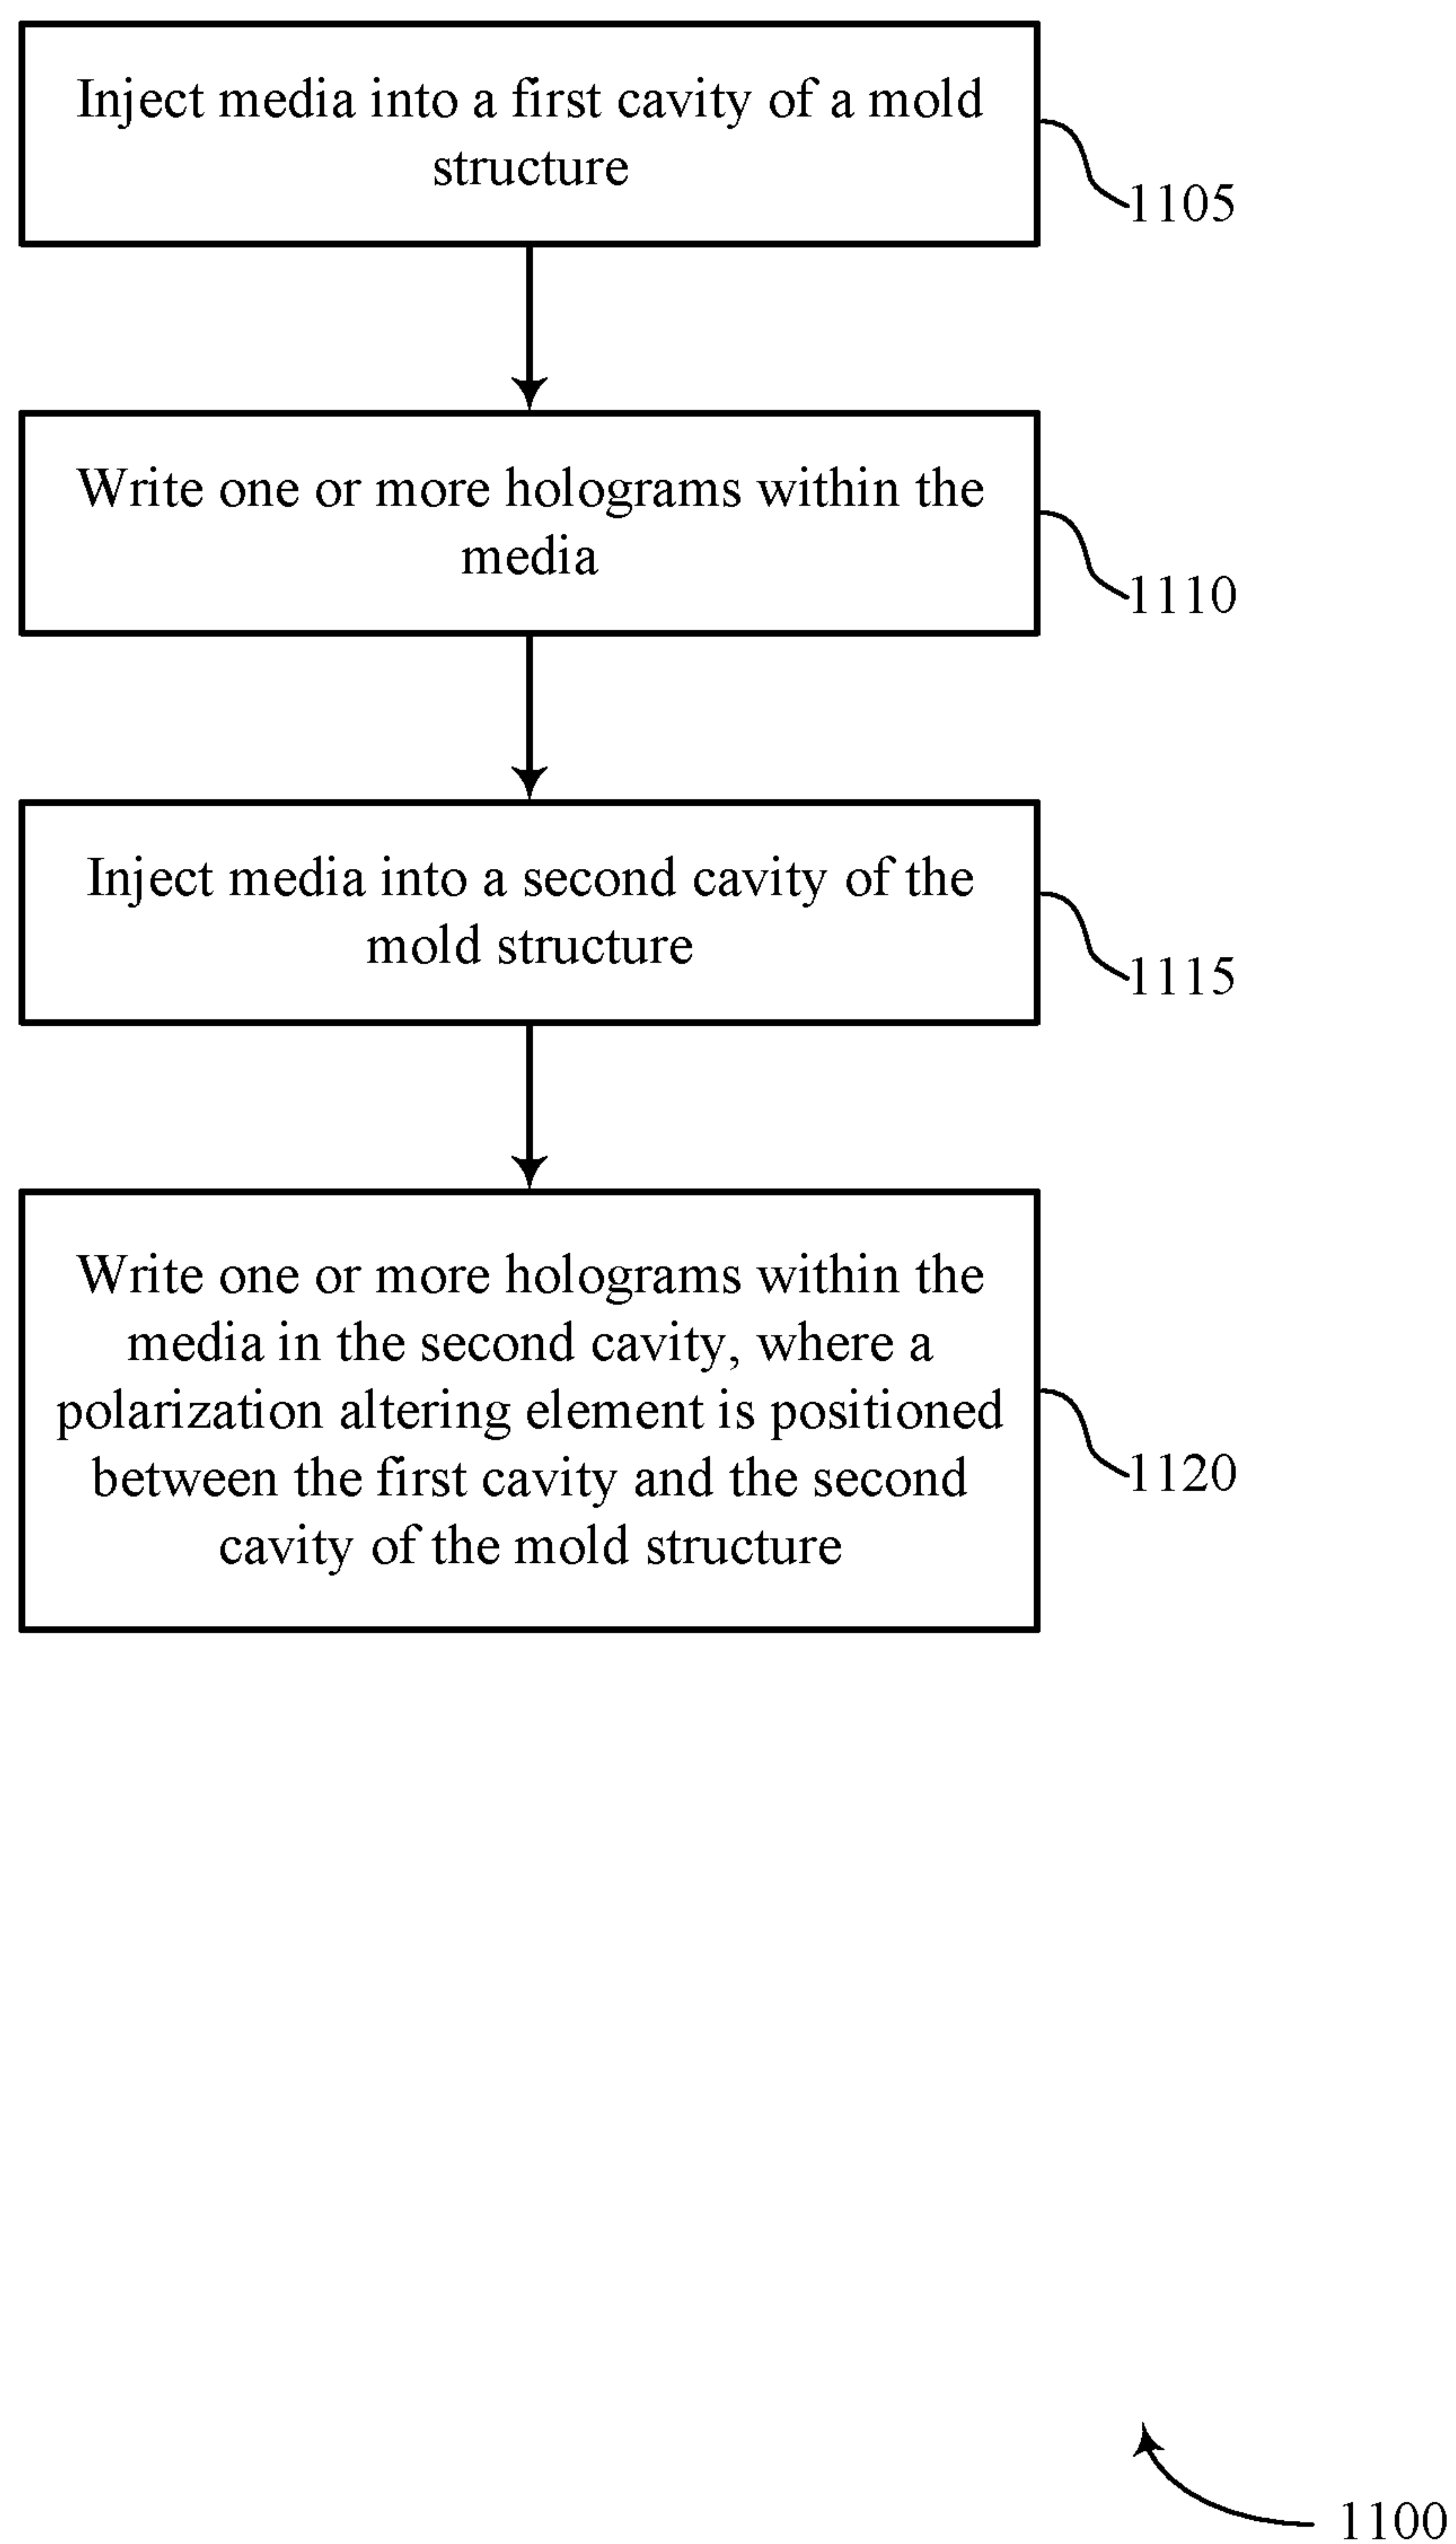 Inject media into a first cavity of a mold
structure
1105
Write one or more holograms within the
media
1110
Inject media into a second cavity of the
mold structure
1115
Write one or more holograms within the
media in the second cavity, where a
polarization altering element is positioned
between the first cavity and the second
cavity of the mold structure
1120
1100